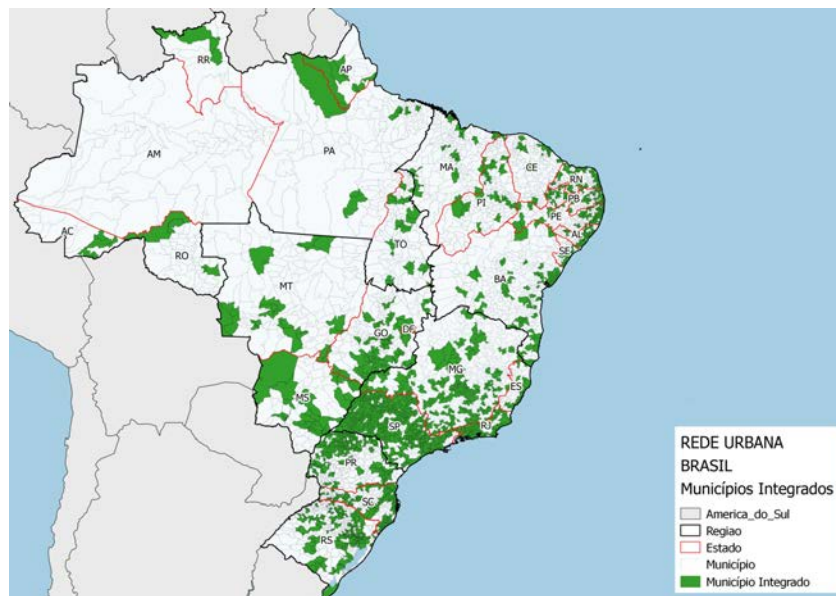 RR
AP
AM
PA
MA
CE
RN
PB
PI
PE
AC
AL
SE
TO
RO
BA
MT
GO
DF
MG
ES
MS
SP
RJ
PR
SC
RS
REDE URBANA
BRASIL
Municípios Integrados
America_do_Sul
Regiao
Estado
Município
Município Integrado